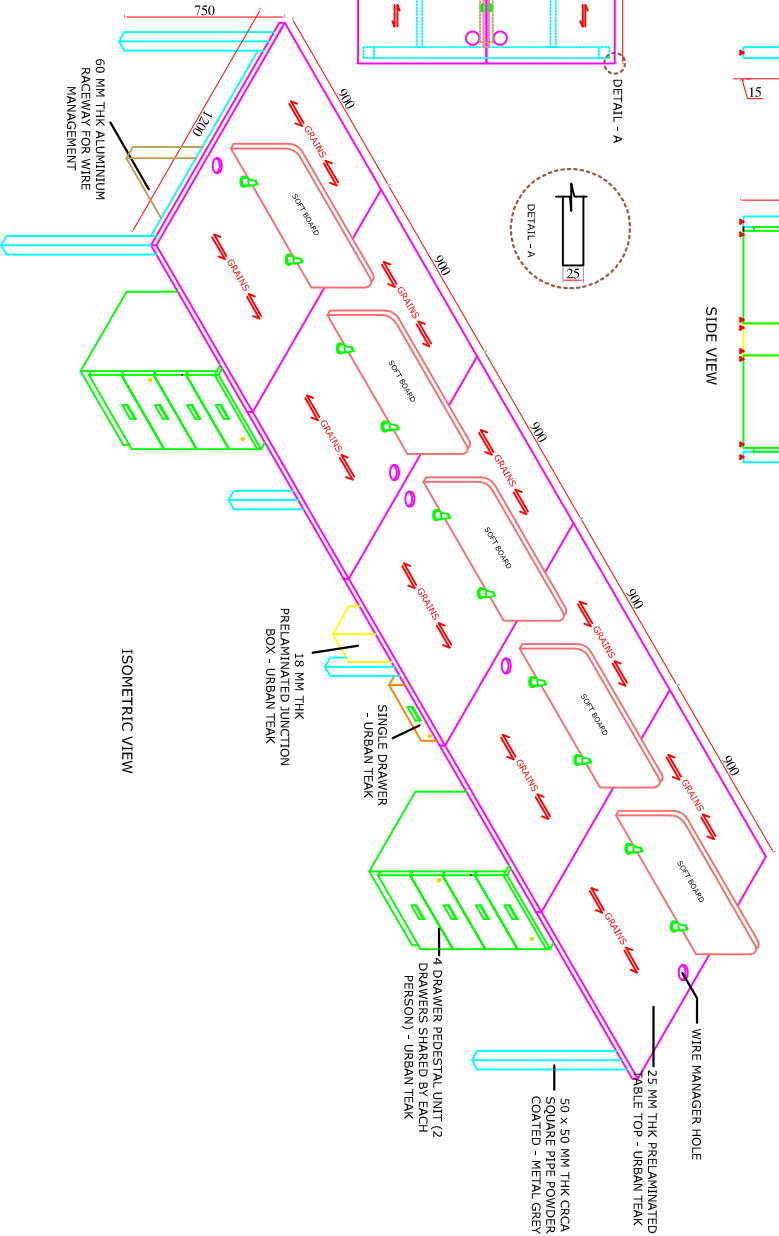 DETAIL - A
15
DETAIL - A
25
SIDE VIEW
750
1200
900
900
900
900
900
60 MM THK ALUMINIUM
RACEWAY FOR WIRE
MANAGEMENT
GRAINS
SOFT BOARD
GRAINS
GRAINS
SOFT BOARD
GRAINS
GRAINS
SOFT BOARD
GRAINS
GRAINS
SOFT BOARD
GRAINS
GRAINS
SOFT BOARD
GRAINS
18 MM THK
PRELAMINATED JUNCTION
BOX - URBAN TEAK
SINGLE DRAWER
- URBAN TEAK
4 DRAWER PEDESTAL UNIT (2
DRAWERS SHARED BY EACH
PERSON) - URBAN TEAK
WIRE MANAGER HOLE
25 MM THK PRELAMINATED
TABLE TOP - URBAN TEAK
50 x 50 MM THK CRCA
SQUARE PIPE POWDER
COATED - METAL GREY
ISOMETRIC VIEW